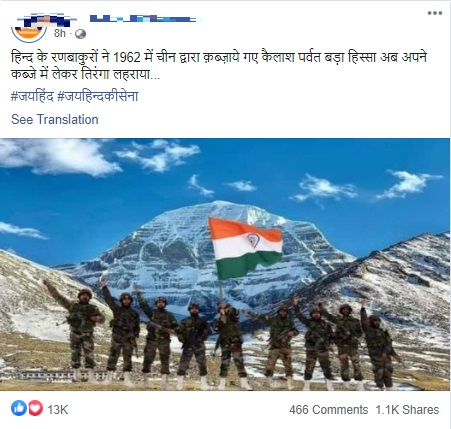 8h
हिन्द के रणबाकुरों ने 1962 में चीन द्वारा क़ब्ज़ाये गए कैलाश पर्वत बड़ा हिस्सा अब अपने
कब्जे में लेकर तिरंगा लहराया...
#जयहिंद #जयहिन्दकीसेना
See Translation
13K 466 Comments 1.1K Shares